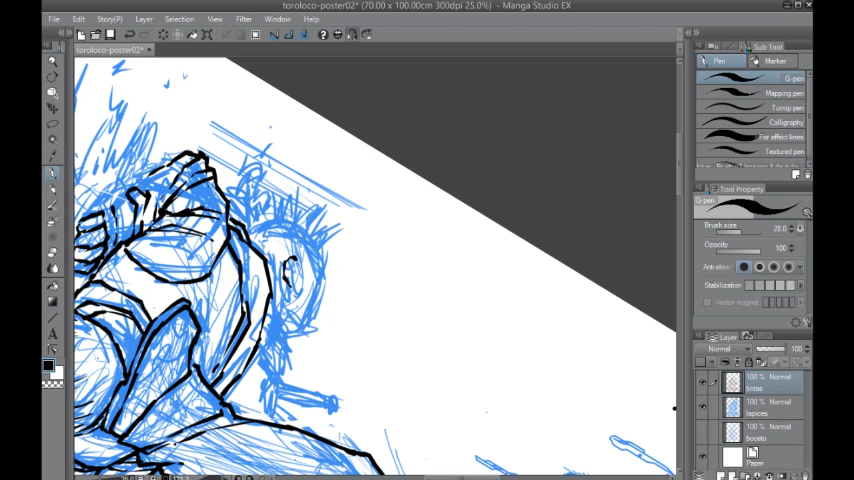 toroloco-poster02* (70.00 x 100.00cm 300dpi 25.0%) - Manga Studio EX
File Edit Story(P) Layer Selection View Filter Window Help
toroloco-poster02*
Sub Tool
Pen Marker
G-pen
Mapping pen
Turnip pen
Calligraphy
For effect lines
Textured pen
Tool Property
G-pen
Brush size 28.0
Opacity 100
Anti-aliasi
Stabilization
Vector magnet
Layer
Normal 100
100 % Normal
tintas
100 % Normal
lapices
100 % Normal
boceto
Paper